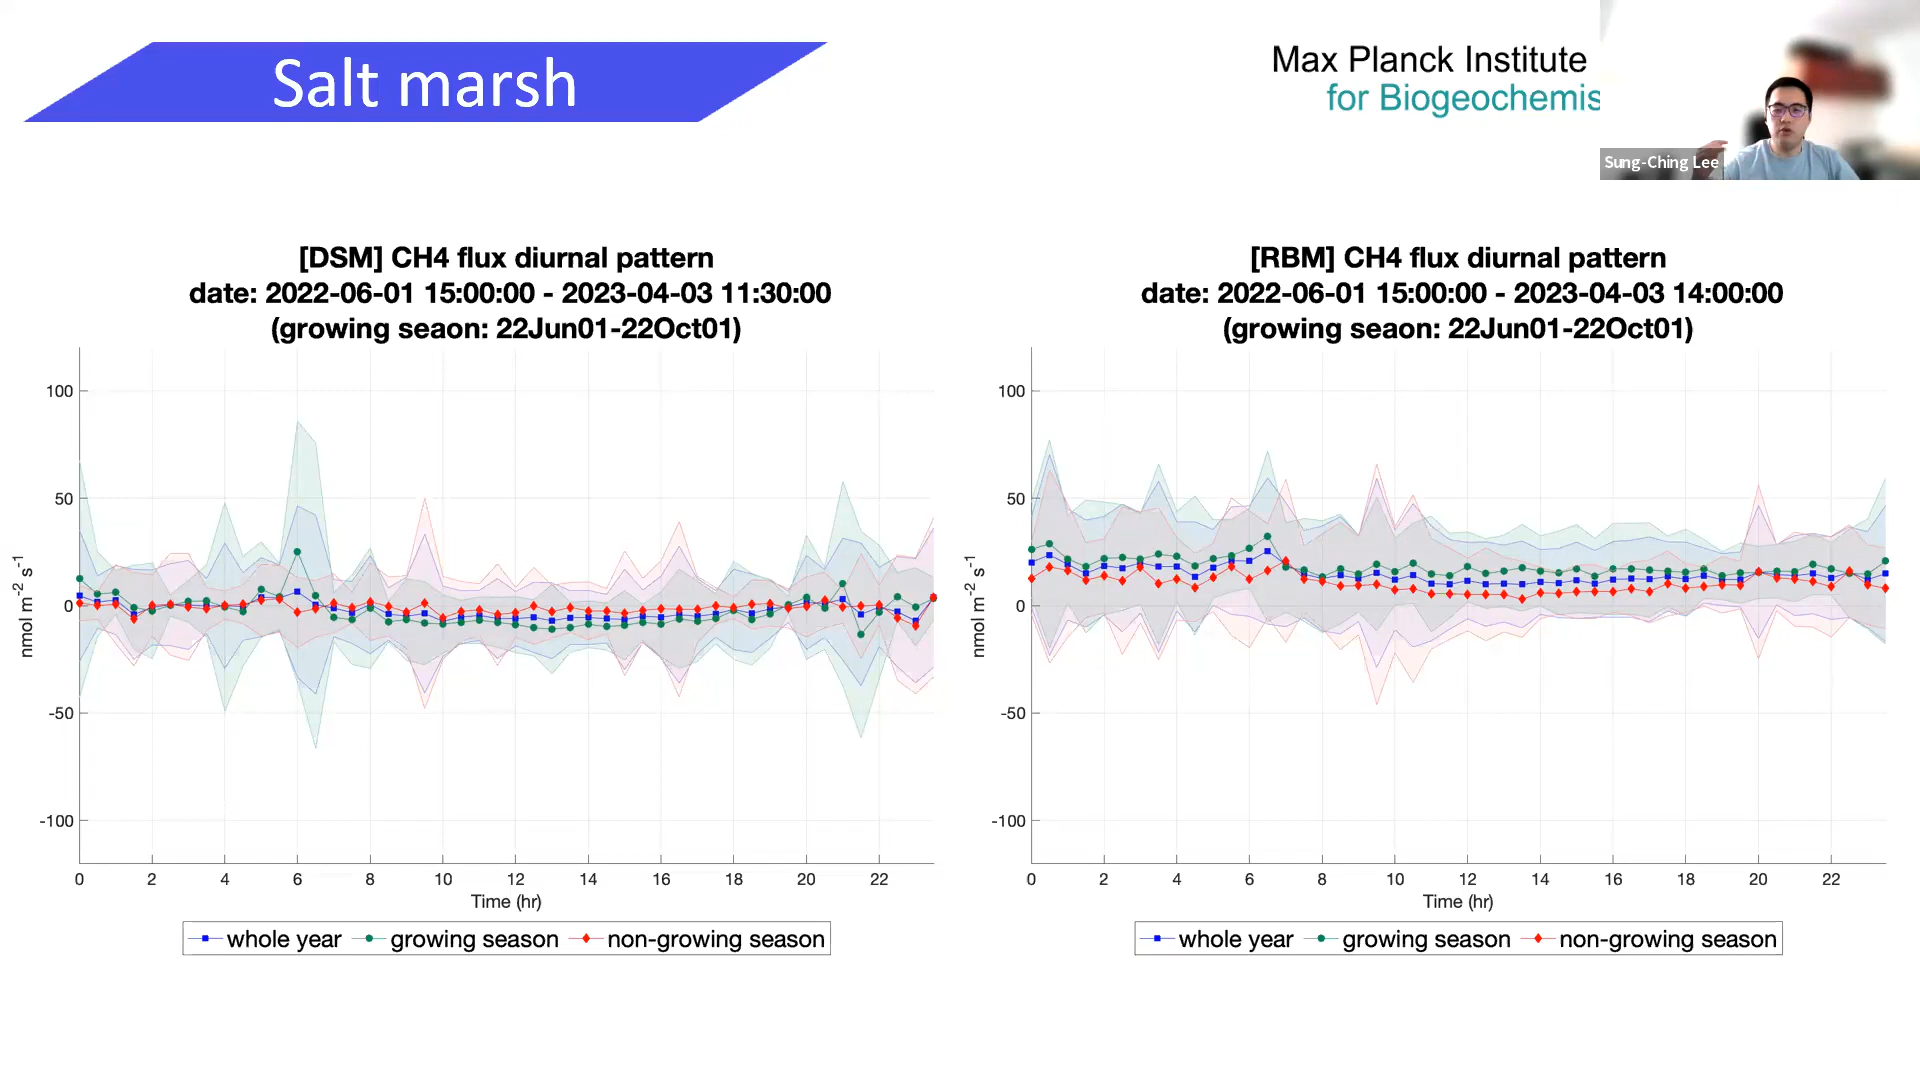 Salt marsh
Max Planck Institute
for Biogeochemis
Sung-Ching Lee
[DSM] CH4 flux diurnal pattern
date: 2022-06-01 15:00:00 - 2023-04-03 11:30:00
(growing seaon: 22Jun01-22Oct01)
100
50
0
-50
-100
nmol m-2 s-1
0 2 4 6 8 10 12 14 16 18 20 22
Time (hr)
whole year growing season non-growing season
[RBM] CH4 flux diurnal pattern
date: 2022-06-01 15:00:00 - 2023-04-03 14:00:00
(growing seaon: 22Jun01-22Oct01)
100
50
0
-50
-100
nmol m-2 s-1
0 2 4 6 8 10 12 14 16 18 20 22
Time (hr)
whole year growing season non-growing season